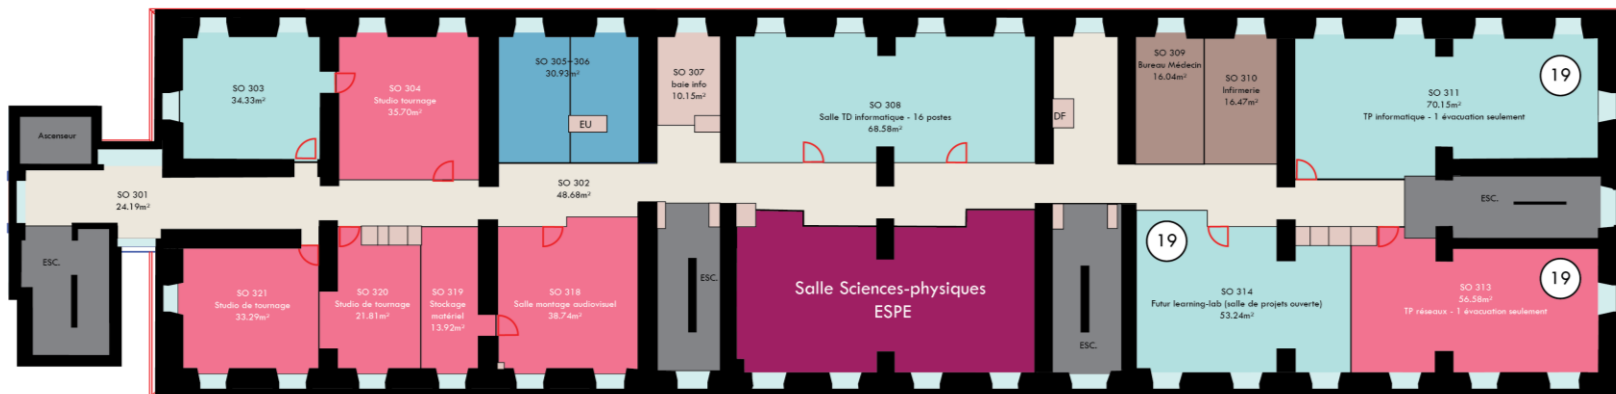 SO 303
34.33m²
SO 304
Studio tournage
35.70m²
SO 305-306
30.93m²
EU
SO 307
baie info
10.15m²
SO 308
Salle TD informatique - 16 postes
68.58m²
DF
SO 309
Bureau Médecin
16.04m²
SO 310
Infirmerie
16.47m²
SO 311
70.15m²
TP informatique - 1 évacuation seulement
19
Ascenseur
SO 301
24.19m²
SO 302
48.68m²
ESC.
ESC.
SO 321
Studio de tournage
33.29m²
SO 320
Studio de tournage
21.81m²
SO 319
Stockage
matériel
13.92m²
SO 318
Salle montage audiovisuel
38.74m²
ESC.
Salle Sciences-physiques
ESPE
ESC.
19
SO 314
Futur learning-lab (salle de projets ouverte)
53.24m²
19
SO 313
56.58m²
TP réseaux - 1 évacuation seulement